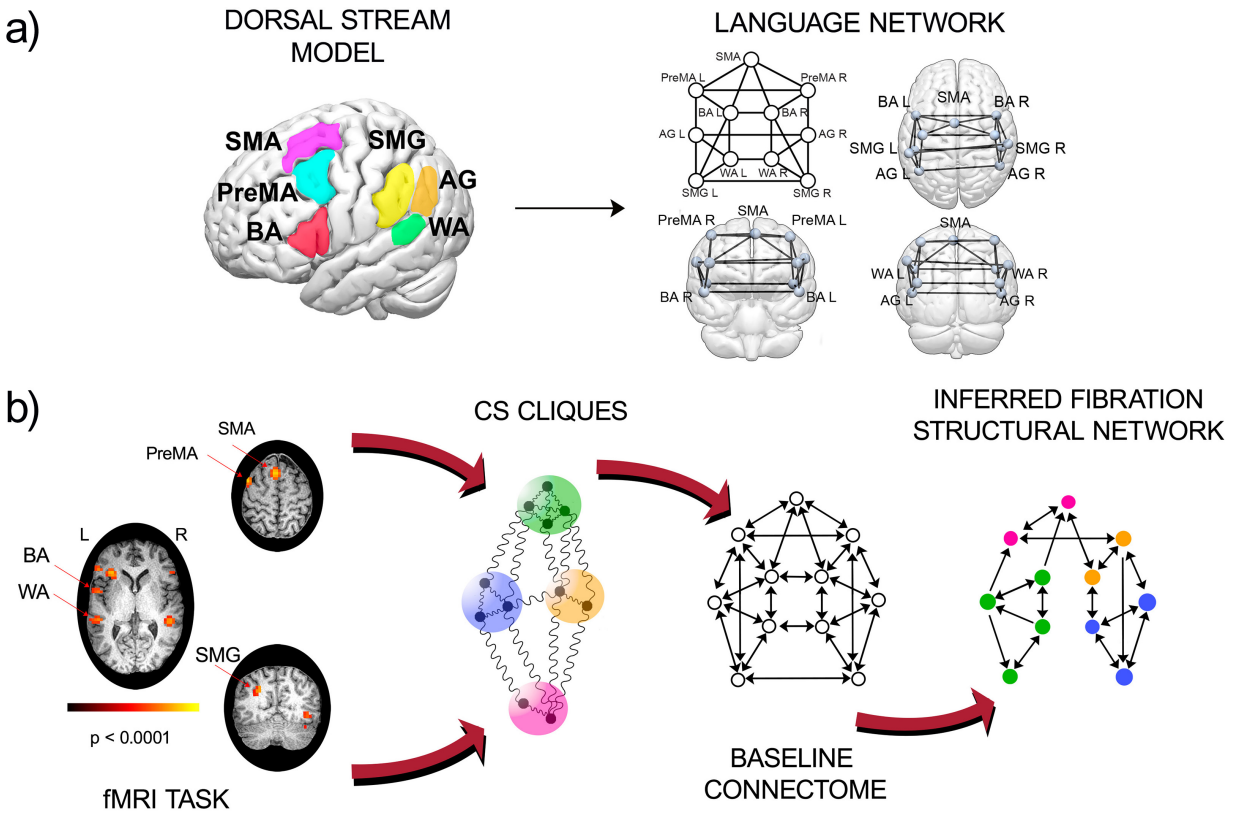 a)
DORSAL STREAM
MODEL
SMA
SMG
PreMA
AG
BA
WA
LANGUAGE NETWORK
SMA
PreMA L
PreMA R
BA L
BA R
AG L
AG R
WA L
WA R
SMG L
SMG R
BA L
SMA
BA R
SMG L
SMG R
AG L
AG R
PreMA R
SMA
PreMA L
BA R
BA L
SMA
WA L
WA R
AG L
AG R
b)
SMA
PreMA
L
R
BA
WA
SMG
p < 0.0001
fMRI TASK
CS CLIQUES
BASELINE
CONNECTOME
INFERRED FIBRATION
STRUCTURAL NETWORK